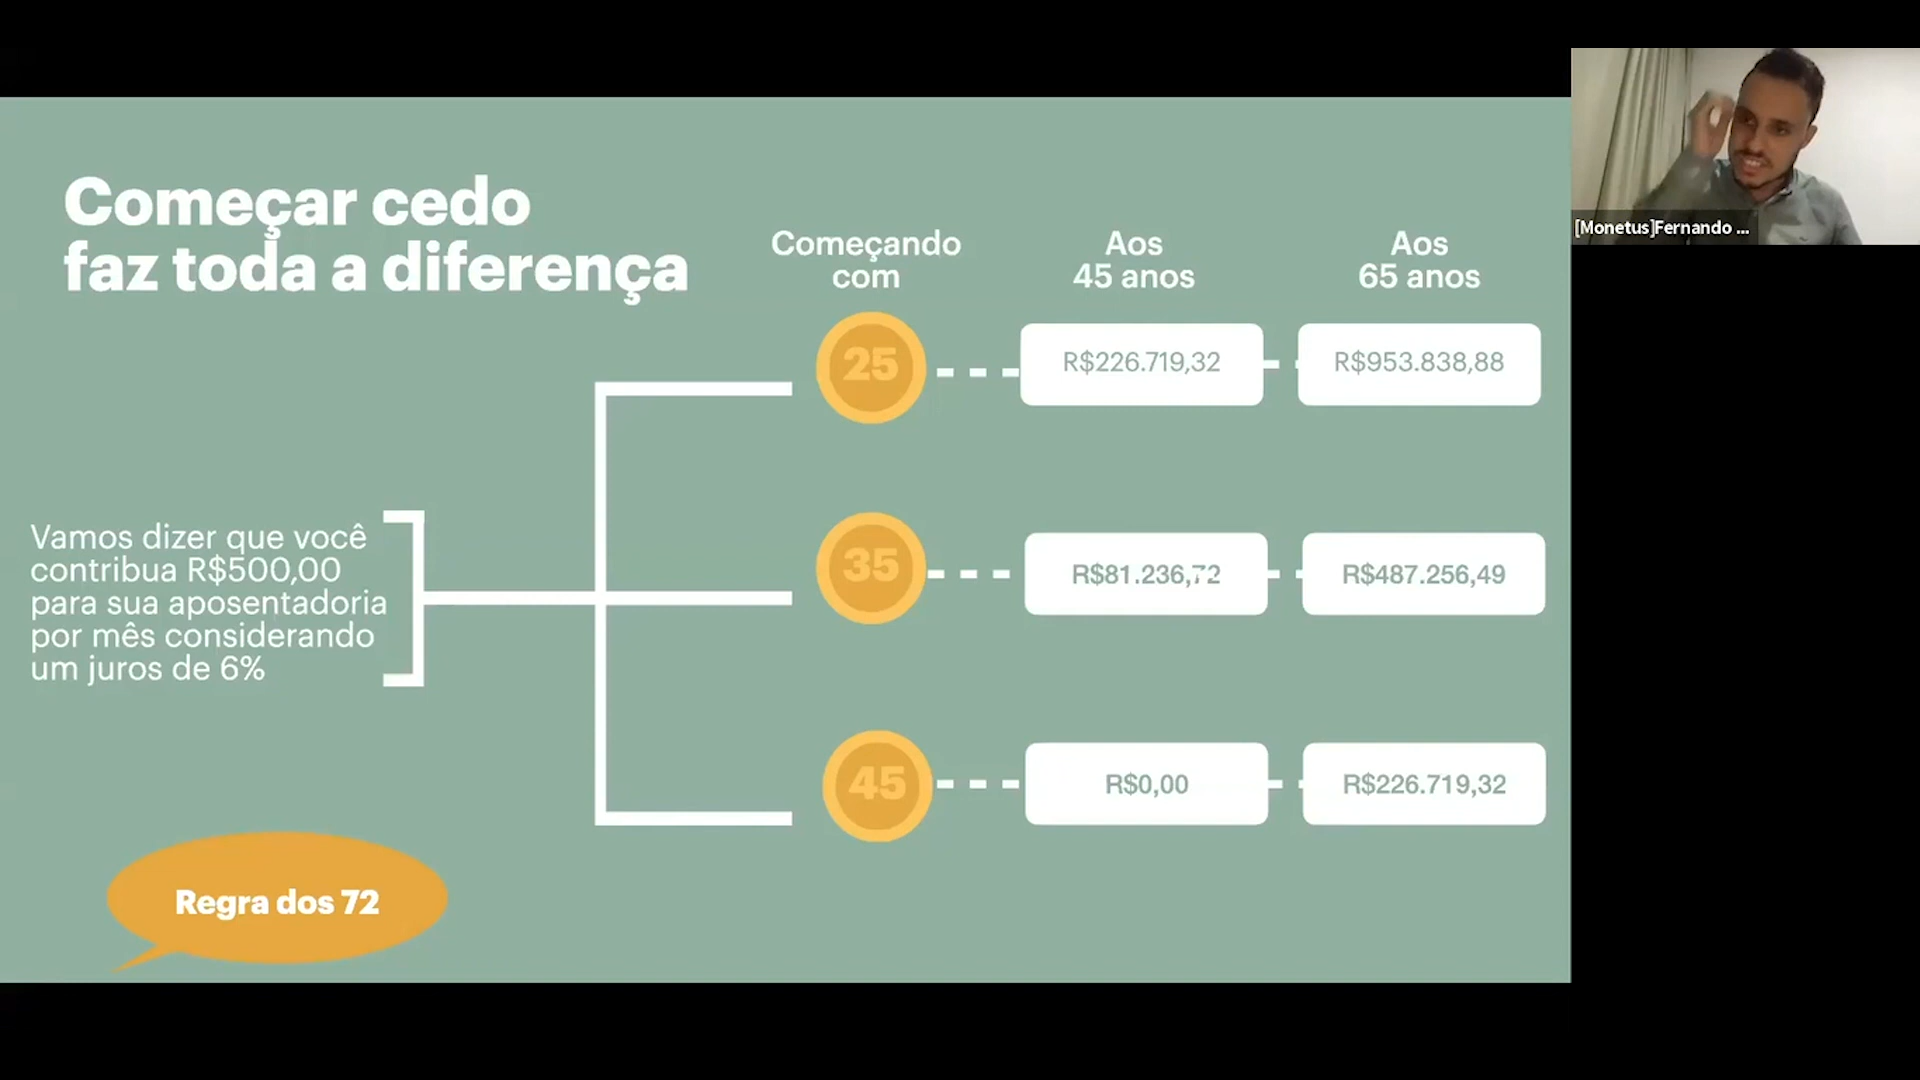 Começar cedo
faz toda a diferença
Começando
com
Aos
45 anos
Aos
65 anos
25
R$226.719,32
R$953.838,88
35
R$81.236,72
R$487.256,49
45
R$0,00
R$226.719,32
Vamos dizer que você
contribua R$500,00
para sua aposentadoria
por mês considerando
um juros de 6%
Regra dos 72
[Monetus]Fernando ...